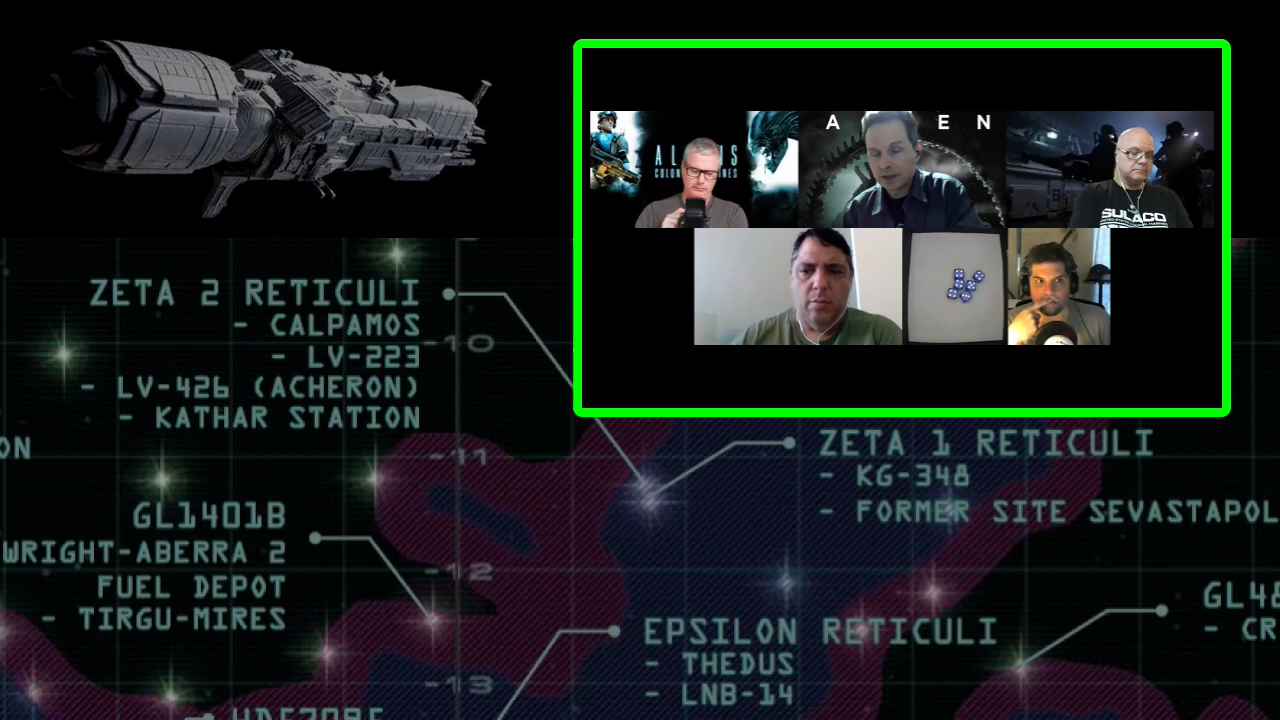 ZETA 2 RETICULI
- CALPAMOS
- LV-223
- LV-426 (ACHERON)
- KATHAR STATION
-10
ON
-11
GL1401B
WRIGHT-ABERRA 2
FUEL DEPOT
- TIRGU-MIRES
-12
-13
A EN
SULACO
ZETA 1 RETICULI
- KG-348
- FORMER SITE SEVASTAPOL
EPSILON RETICULI
- THEDUS
- LNB-14
- CR